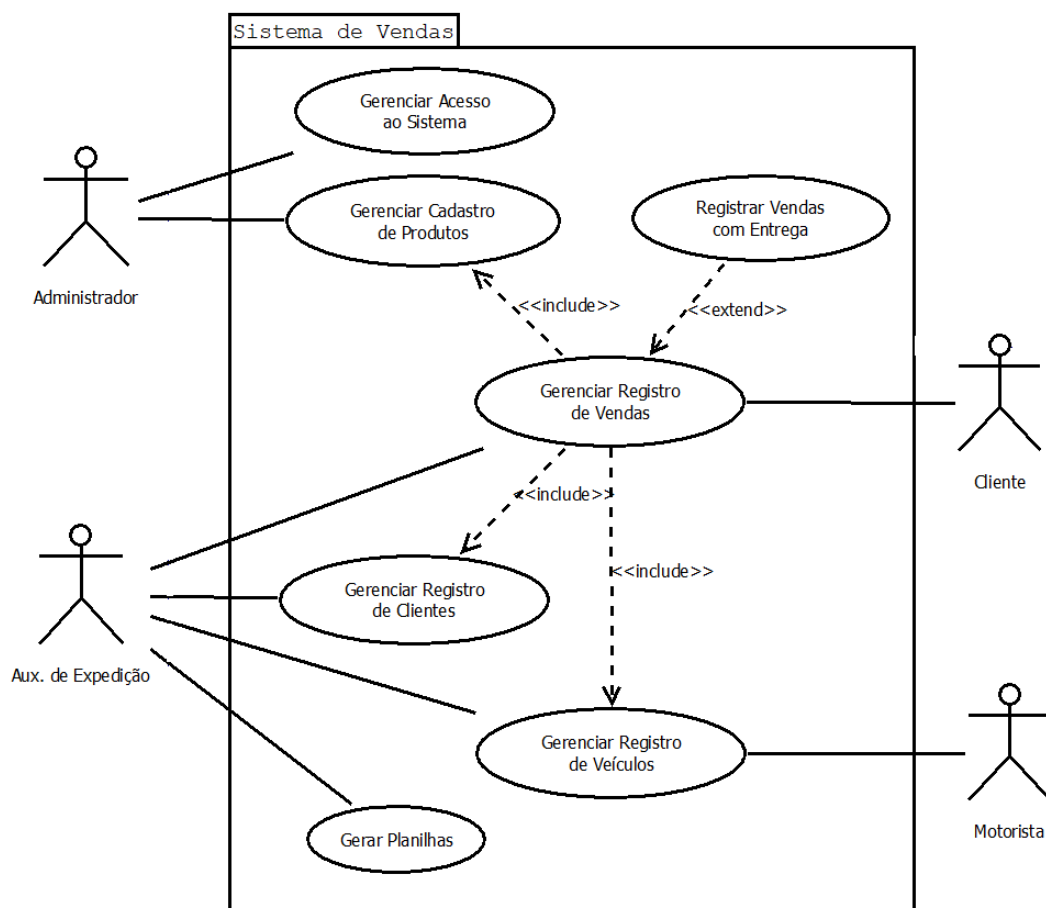 Sistema de Vendas
Gerenciar Acesso
ao Sistema
Gerenciar Cadastro
de Produtos
Registrar Vendas
com Entrega
Administrador
<<include>>
<<extend>>
Gerenciar Registro
de Vendas
Cliente
<<include>>
<<include>>
Gerenciar Registro
de Clientes
Aux. de Expedição
Gerenciar Registro
de Veículos
Gerar Planilhas
Motorista